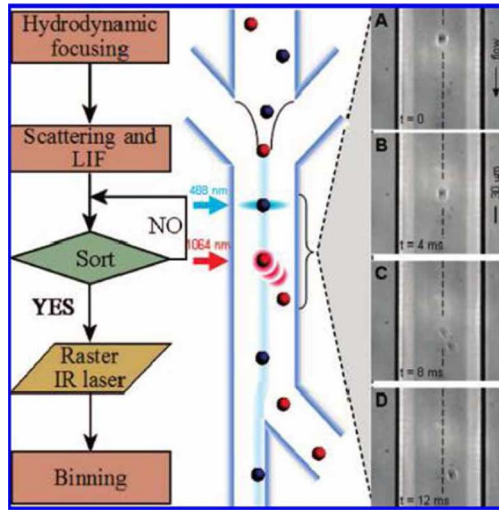 Hydrodynamic
focusing
Scattering and
LIF
NO
Sort
YES
Raster
IR laser
Binning
488 nm
1064 nm
A
t = 0
flow
B
t = 4 ms
30 µm
C
t = 8 ms
D
t = 12 ms